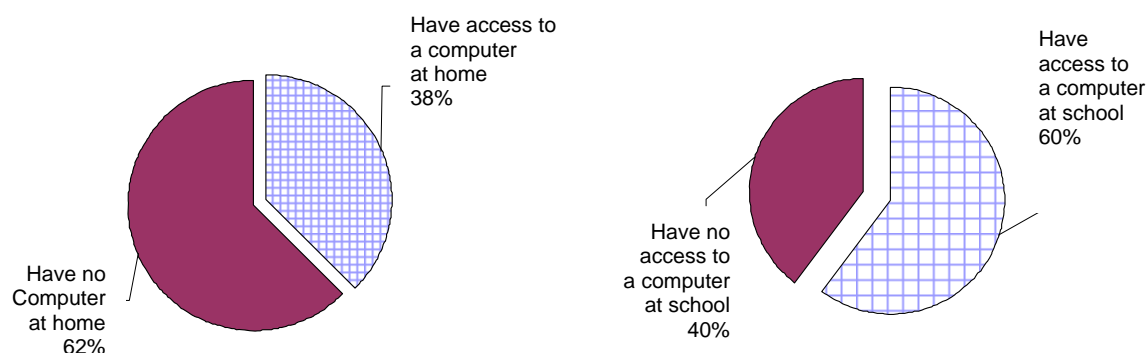 Have access to
a computer
at home
38%
Have no
Computer
at home
62%
Have
access to
a computer
at school
60%
Have no
access to
a computer
at school
40%